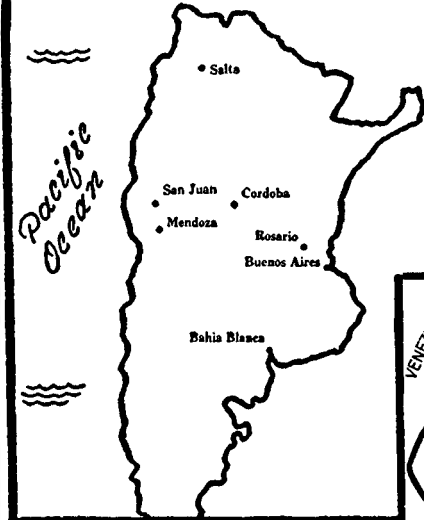 Salta
Pacific
Ocean
San Juan
Cordoba
Mendoza
Rosario
Buenos Aires
Bahia Blanca